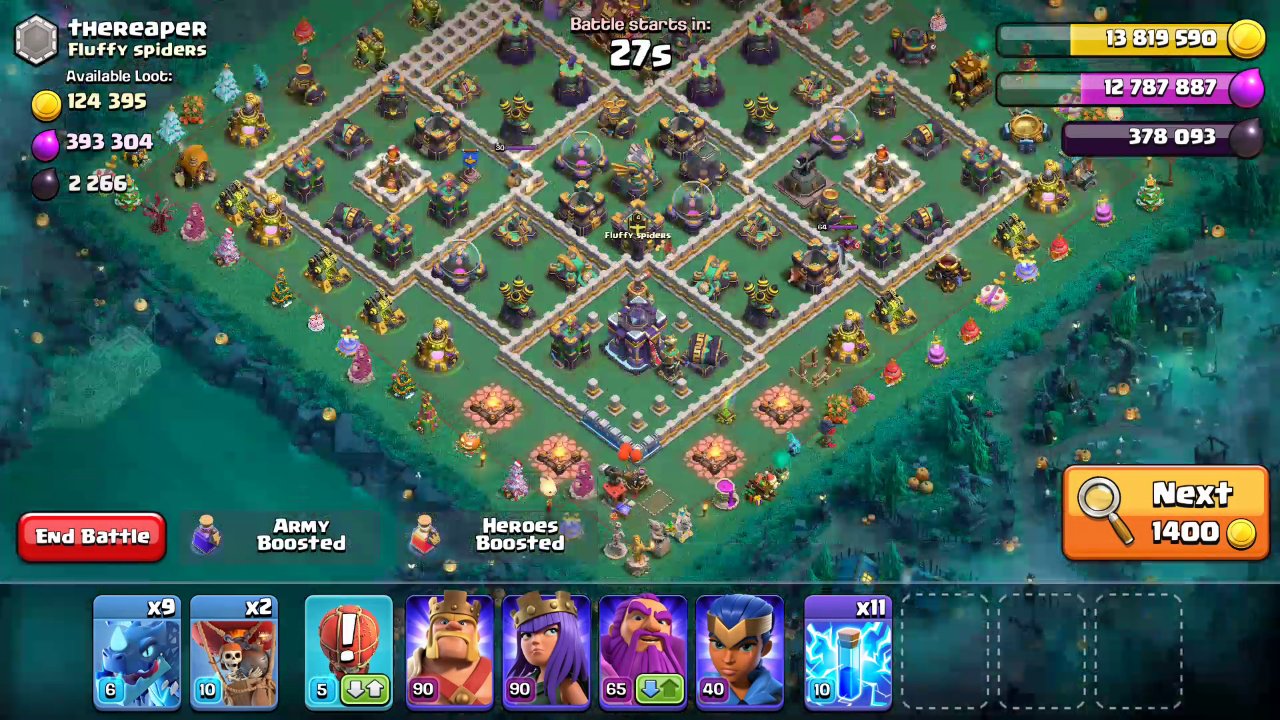 thereaper
Fluffy spiders
Available Loot:
124 395
393 304
2 266
Battle starts in:
27s
13 819 590
12 787 887
378 093
30
64
Fluffy spiders
End Battle
Army
Boosted
Heroes
Boosted
Next
1400
x9
6
x2
10
!
5
90
90
65
40
x11
10